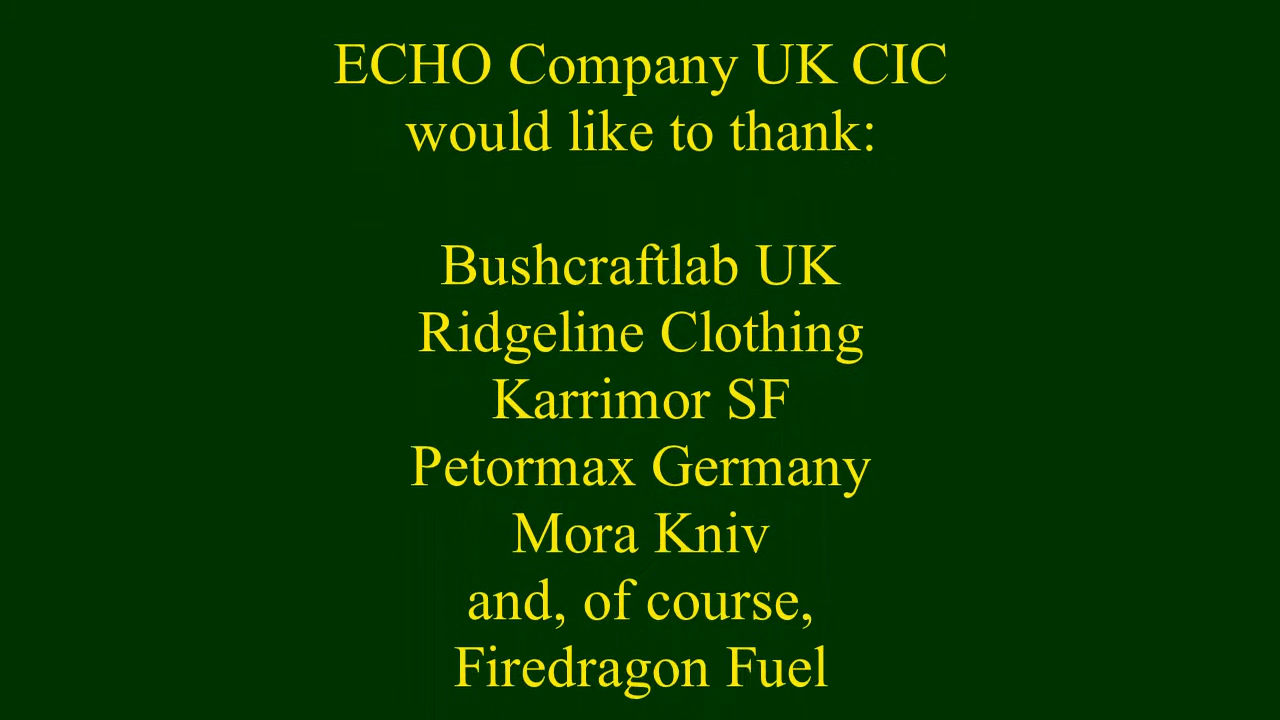 ECHO Company UK CIC
would like to thank:
Bushcraftlab UK
Ridgeline Clothing
Karrimor SF
Petormax Germany
Mora Kniv
and, of course,
Firedragon Fuel